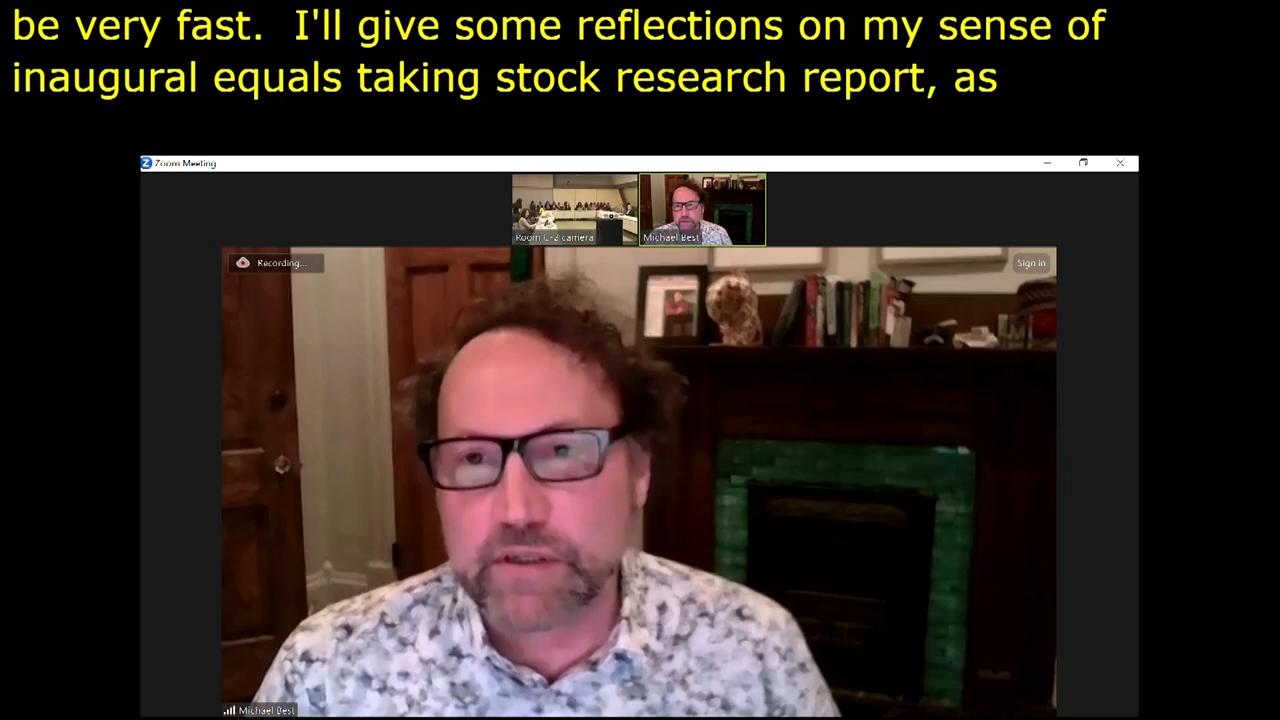 be very fast.  I'll give some reflections on my sense of
inaugural equals taking stock research report, as
Zoom Meeting
Room C-2 camera
Michael Best
Recording...
Sign in
Michael Best